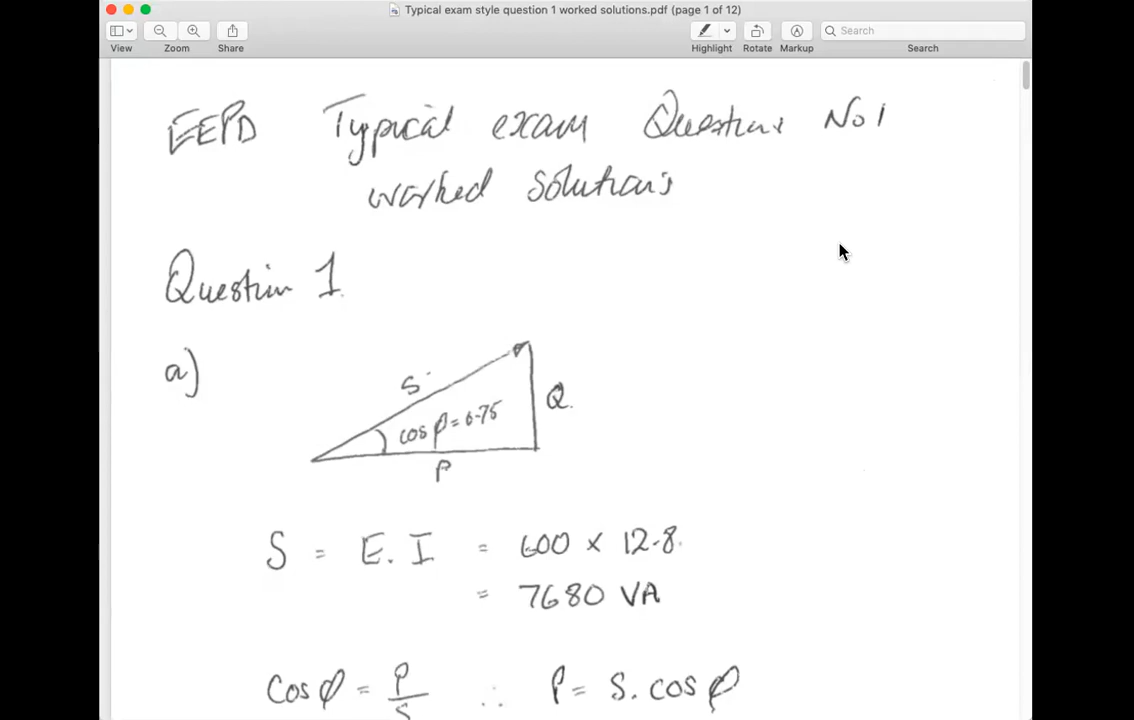 Typical exam style question 1 worked solutions.pdf (page 1 of 12)
View Zoom Share Highlight Rotate Markup Search Search
EEPD Typical exam Questions No 1
worked solutions
Question 1.
a)
S
Q.
cos φ = 0.75
P
S = E. I = 600 × 12.8
= 7680 VA
Cos φ = P/S ∴ P = S. cos φ